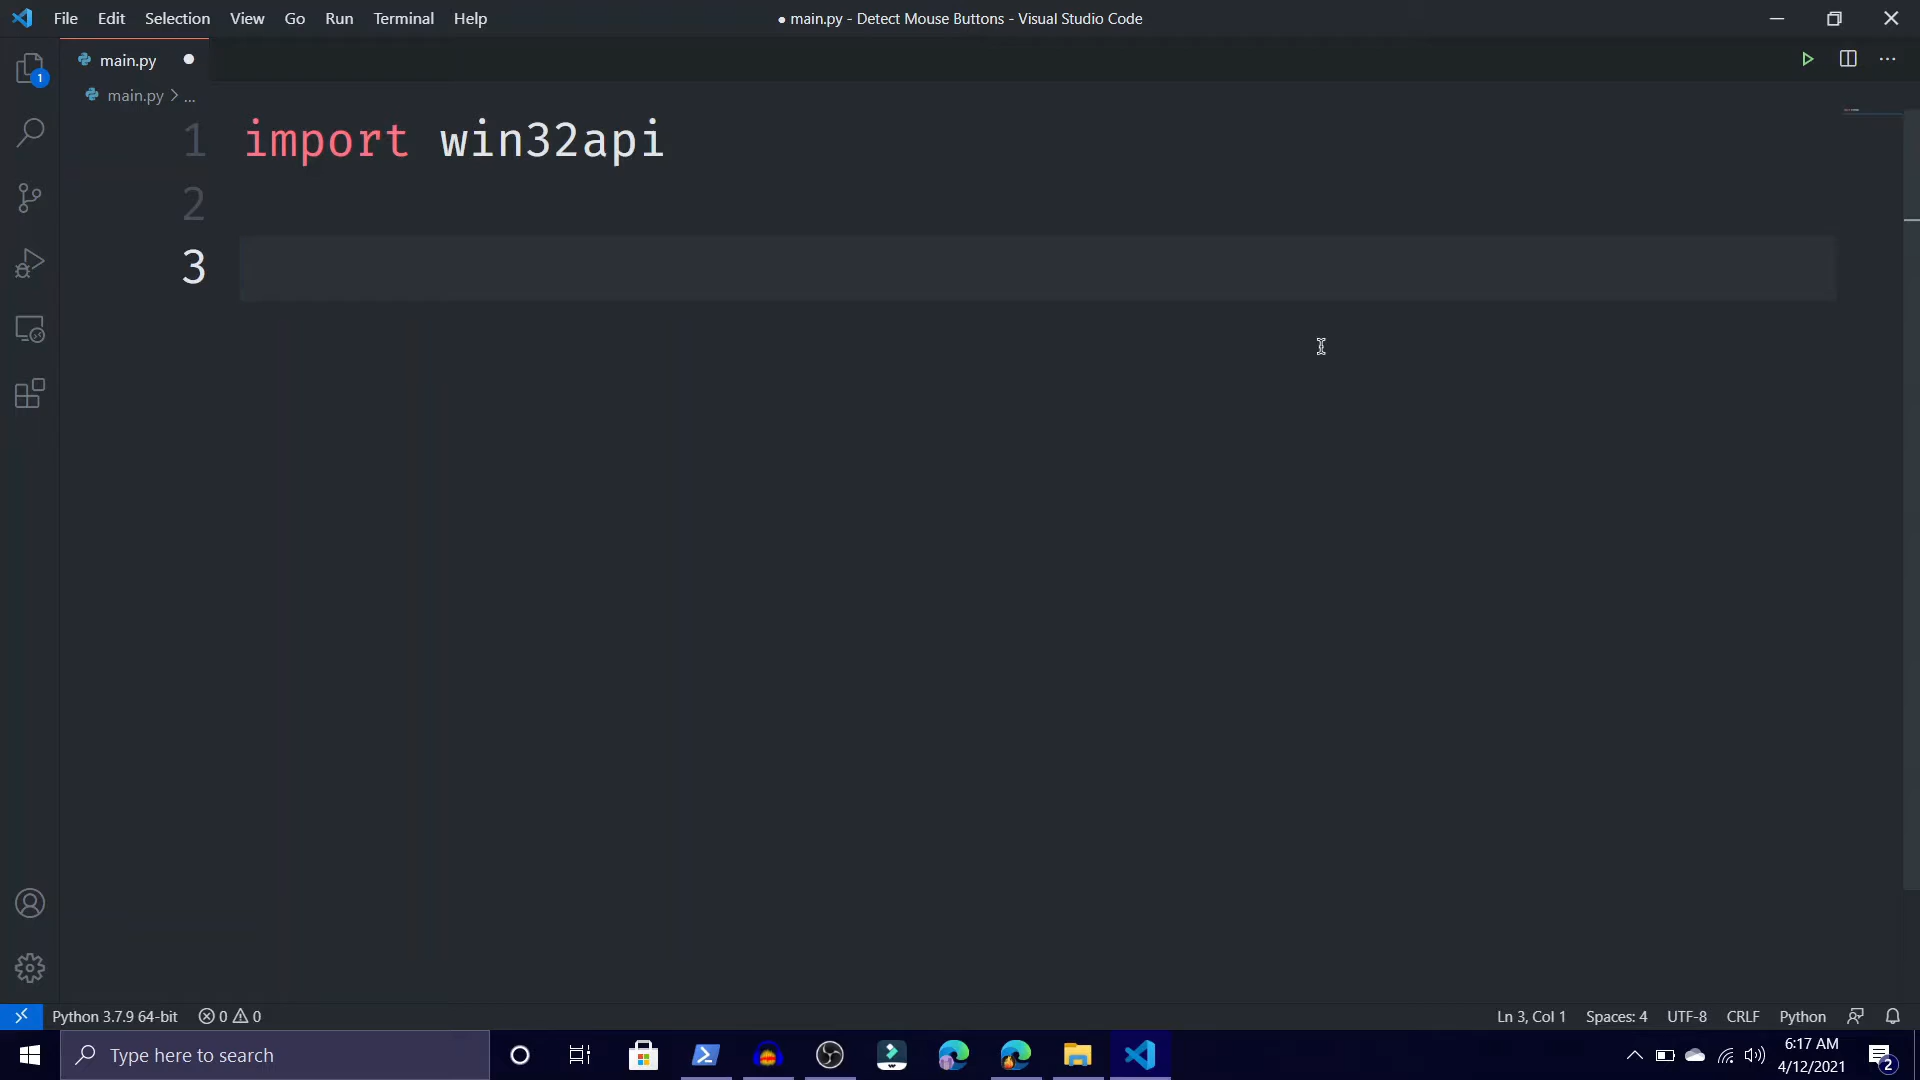 File Edit Selection View Go Run Terminal Help
● main.py - Detect Mouse Buttons - Visual Studio Code
main.py
1
main.py > ...
1 import win32api
2
3
Python 3.7.9 64-bit 0 0
Ln 3, Col 1 Spaces: 4 UTF-8 CRLF Python
Type here to search
6:17 AM
4/12/2021
2